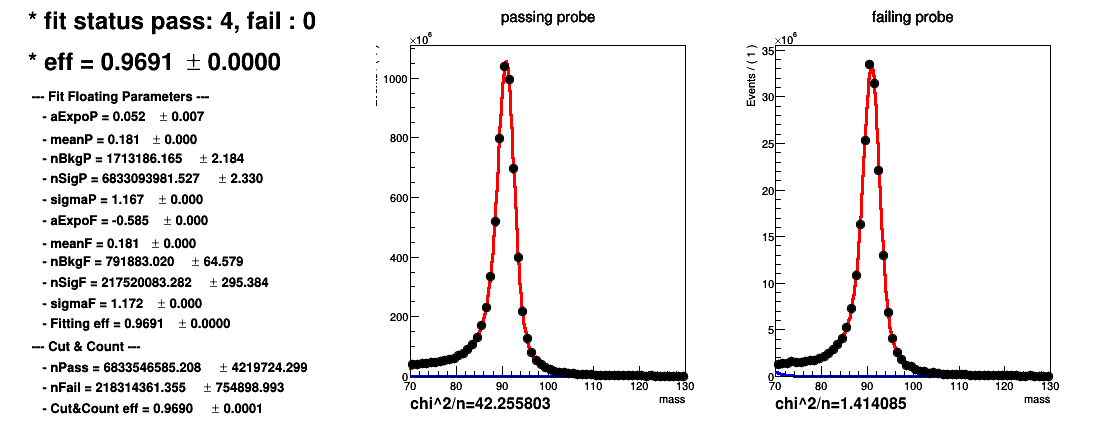 * fit status pass: 4, fail : 0
* eff = 0.9691 ± 0.0000
--- Fit Floating Parameters ---
- aExpoP = 0.052 ± 0.007
- meanP = 0.181 ± 0.000
- nBkgP = 1713186.165 ± 2.184
- nSigP = 6833093981.527 ± 2.330
- sigmaP = 1.167 ± 0.000
- aExpoF = -0.585 ± 0.000
- meanF = 0.181 ± 0.000
- nBkgF = 791883.020 ± 64.579
- nSigF = 217520083.282 ± 295.384
- sigmaF = 1.172 ± 0.000
- Fitting eff = 0.9691 ± 0.0000
--- Cut & Count ---
- nPass = 6833546585.208 ± 4219724.299
- nFail = 218314361.355 ± 754898.993
- Cut&Count eff = 0.9690 ± 0.0001
passing probe
×10^6
1000
800
600
400
200
0
70 80 90 100 110 120 130
mass
chi^2/n=42.255803
failing probe
×10^6
Events / ( 1 )
35
30
25
20
15
10
5
0
70 80 90 100 110 120 130
mass
chi^2/n=1.414085